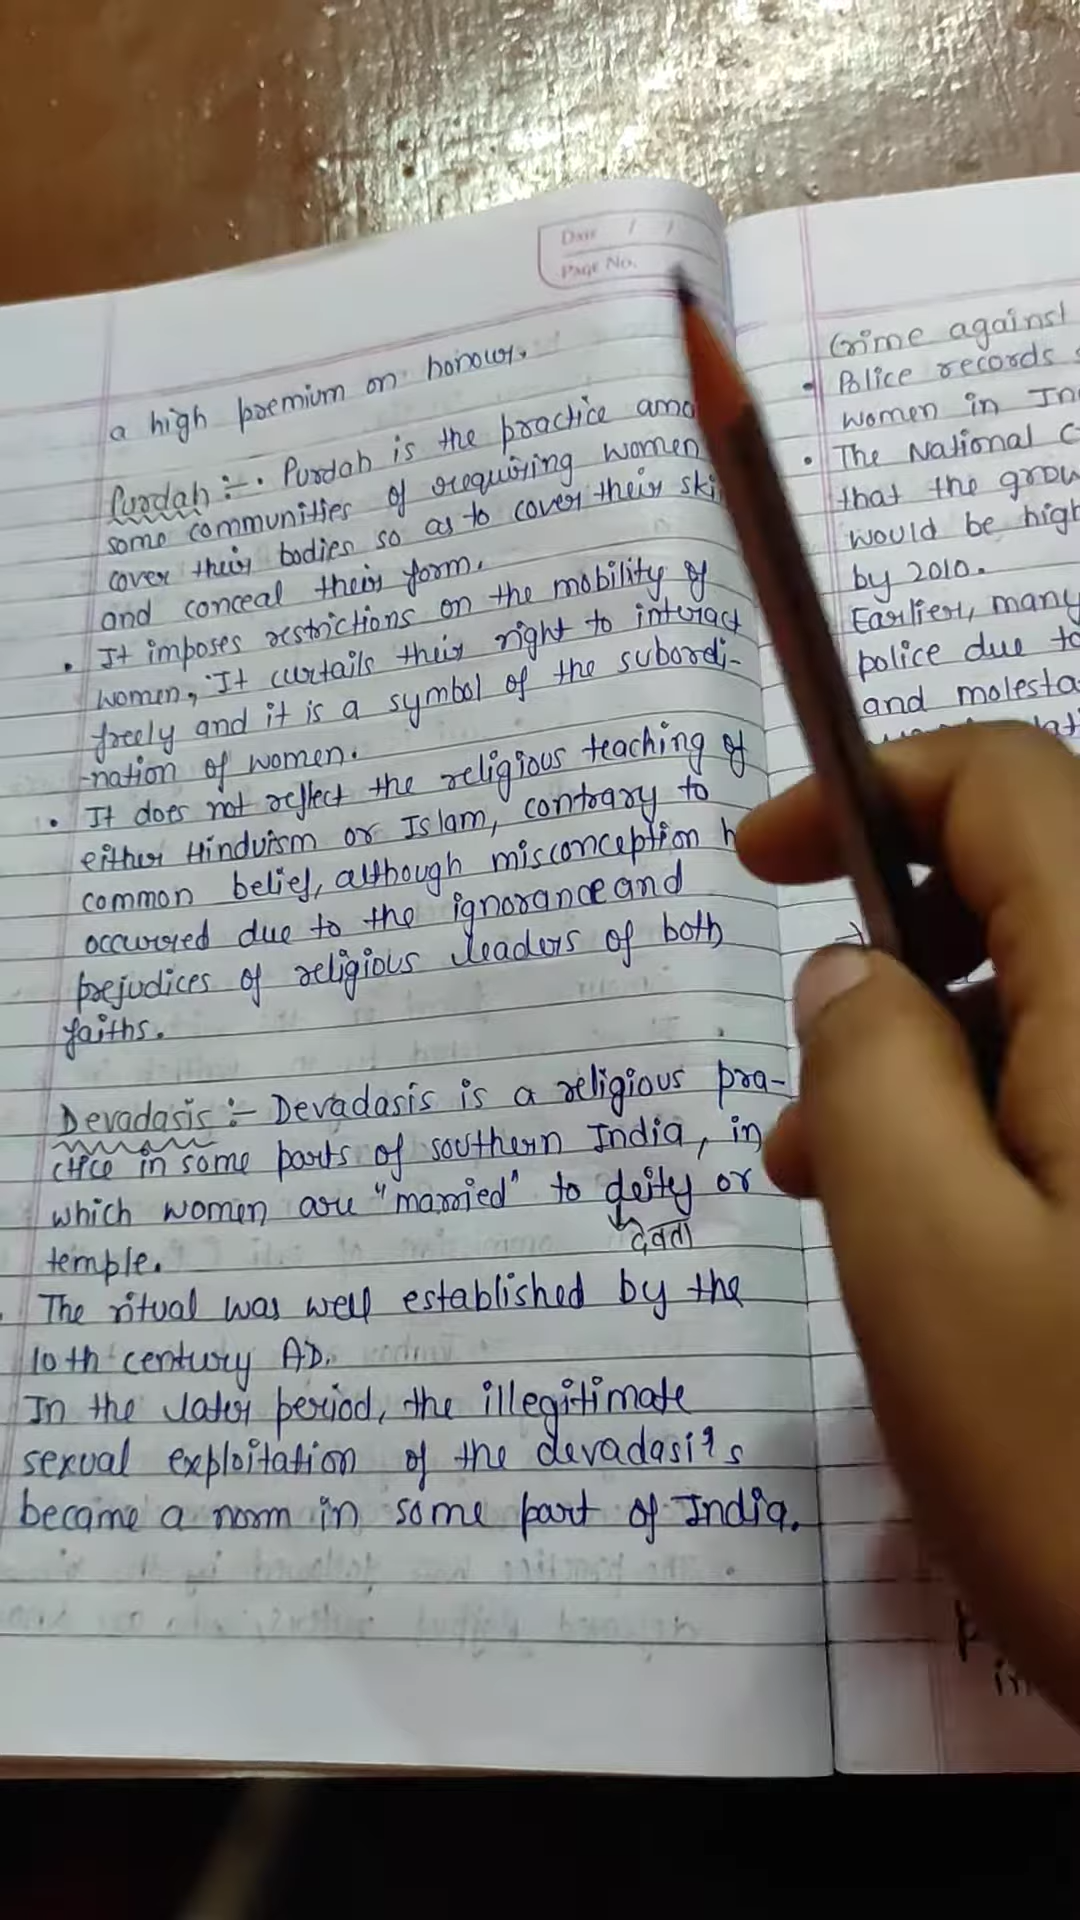 Date / /
Page No.
a high premium on honour.
Purdah :- . Purdah is the practice amo
some communities of requiring women
cover their bodies so as to cover their ski
and conceal their form.
• It imposes restrictions on the mobility of
women, It curtails their right to interact
freely and it is a symbol of the subordi-
-nation of women.
• It does not reflect the religious teaching of
either Hinduism or Islam, contrary to
common belief, although misconception h
occurred due to the ignorance and
prejudices of religious leaders of both
faiths.
Devadasis :- Devadasis is a religious pra-
ctice in some parts of southern India, in
which women are "married" to deity or
देवता
temple.
. The ritual was well established by the
10th century AD.
In the later period, the illegitimate
sexual exploitation of the devadasi's
became a norm in some part of India.
Crime against
• Police records
women in In
• The National C
that the grow
would be high
by 2010.
Earlier, many
police due to
and molesta